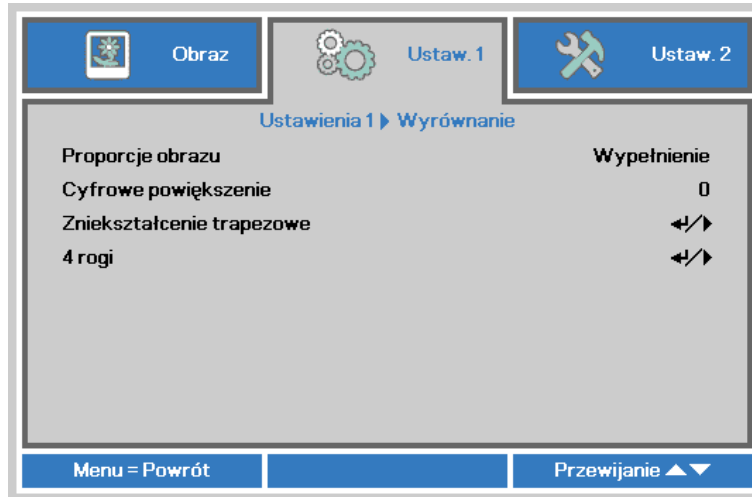 Obraz
Ustaw. 1
Ustaw. 2
Ustawienia 1 Wyrównanie
Proporcje obrazu Wypełnienie
Cyfrowe powiększenie 0
Zniekształcenie trapezowe
4 rogi
Menu = Powrót
Przewijanie